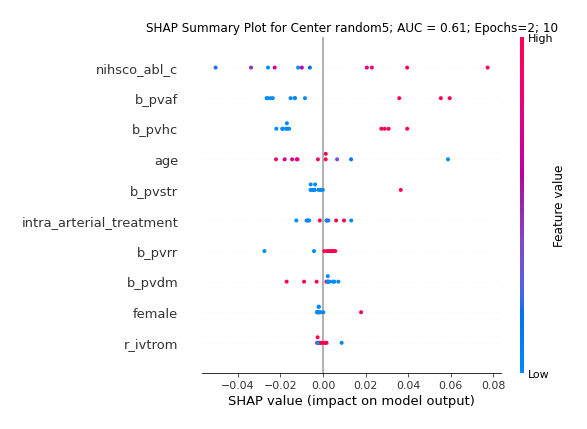 SHAP Summary Plot for Center random5; AUC = 0.61; Epochs=2; 10
High
nihsco_abl_c
b_pvaf
b_pvhc
age
b_pvstr
intra_arterial_treatment
b_pvrr
b_pvdm
female
r_ivtrom
Feature value
Low
−0.04 −0.02 0.00 0.02 0.04 0.06 0.08
SHAP value (impact on model output)